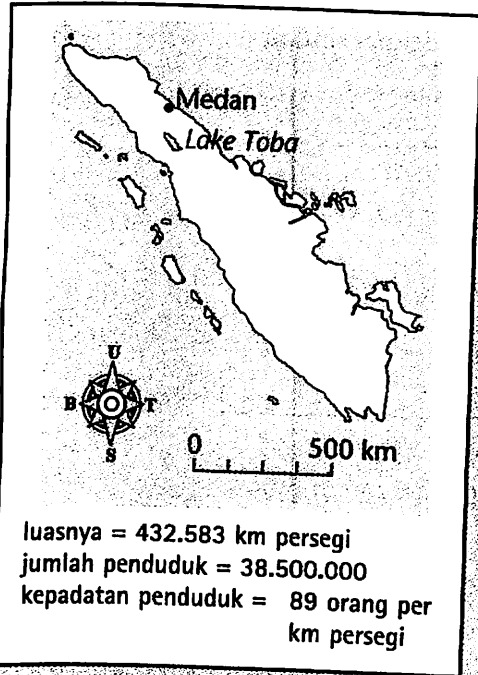 Medan
Lake Toba
U
B T
S
0 500 km
luasnya = 432.583 km persegi
jumlah penduduk = 38.500.000
kepadatan penduduk = 89 orang per
km persegi